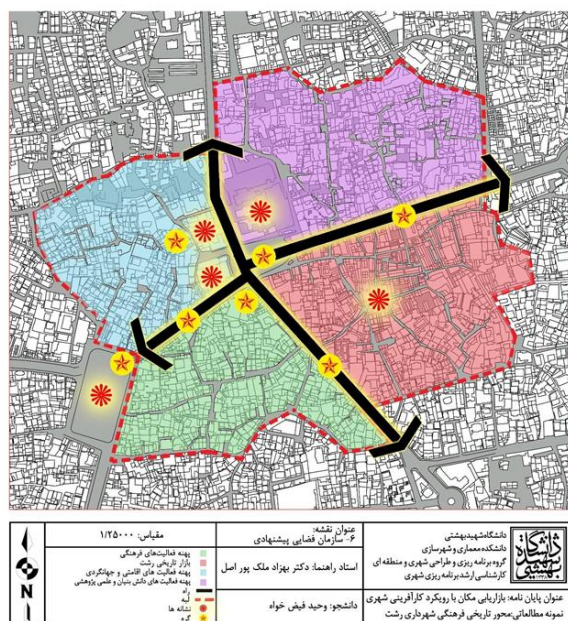 دانشگاه شهید بهشتی
دانشکده معماری و شهرسازی
گروه برنامه ریزی و طراحی شهری و منطقه ای
کارشناسی ارشد برنامه ریزی شهری
عنوان پایان نامه: بازاریابی مکان با رویکرد کارآفرینی شهری
نمونه مطالعاتی:محور تاریخی فرهنگی شهرداری رشت
عنوان نقشه:
۶- سازمان فضایی پیشنهادی
استاد راهنما: دکتر بهزاد ملک پور اصل
دانشجو: وحید فیض خواه
مقیاس: ۱/۲۵۰۰۰
پهنه فعالیت‌های فرهنگی
بازار تاریخی رشت
پهنه فعالیت های اقامتی و جهانگردی
پهنه فعالیت های دانش بنیان و علمی پژوهشی
راه
لبه
نشانه ها
گره
N